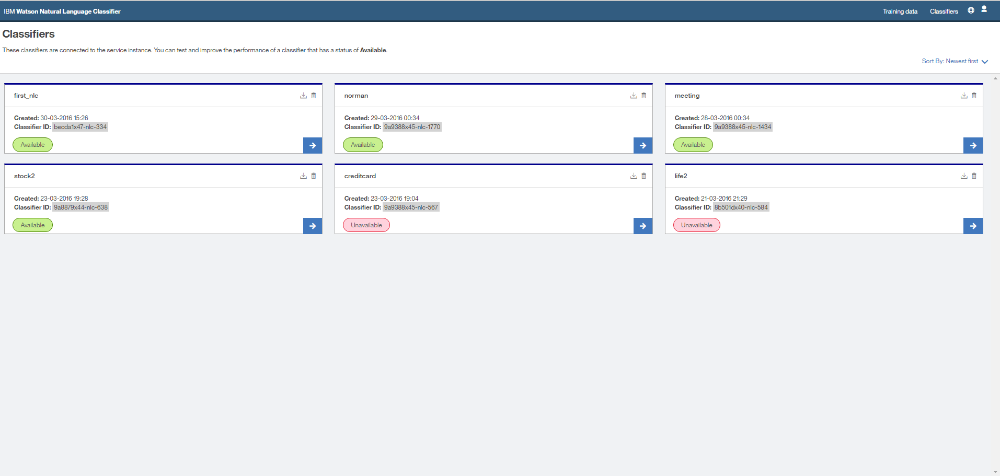 IBM Watson Natural Language Classifier
Training data
Classifiers
Classifiers
These classifiers are connected to the service instance. You can test and improve the performance of a classifier that has a status of Available.
Sort By: Newest first
first_nlc
Created: 30-03-2016 15:26
Classifier ID: becda1x47-nlc-334
Available
norman
Created: 29-03-2016 00:34
Classifier ID: 9a9388x45-nlc-1770
Available
meeting
Created: 28-03-2016 00:34
Classifier ID: 9a9388x45-nlc-1434
Available
stock2
Created: 23-03-2016 19:28
Classifier ID: 9a8879x44-nlc-638
Available
creditcard
Created: 23-03-2016 19:04
Classifier ID: 9a9388x45-nlc-567
Unavailable
life2
Created: 21-03-2016 21:29
Classifier ID: 8b501dx40-nlc-584
Unavailable